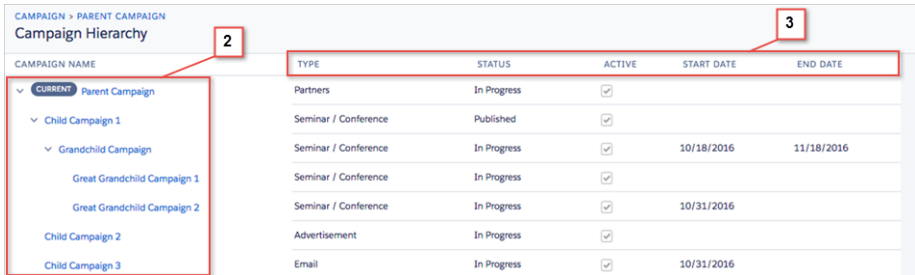 CAMPAIGN > PARENT CAMPAIGN
Campaign Hierarchy
2
3
CAMPAIGN NAME TYPE STATUS ACTIVE START DATE END DATE
CURRENT Parent Campaign Partners In Progress
Child Campaign 1 Seminar / Conference Published
Grandchild Campaign Seminar / Conference In Progress 10/18/2016 11/18/2016
Great Grandchild Campaign 1 Seminar / Conference In Progress
Great Grandchild Campaign 2 Seminar / Conference In Progress 10/31/2016
Child Campaign 2 Advertisement In Progress
Child Campaign 3 Email In Progress 10/31/2016